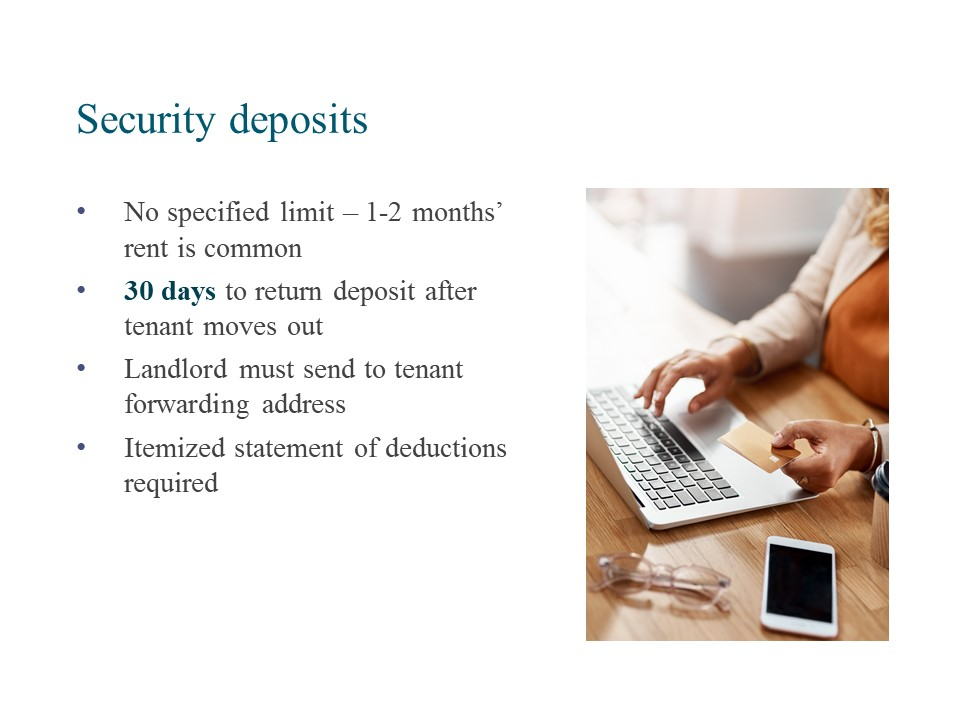 Security deposits
• No specified limit – 1-2 months’
rent is common
• 30 days to return deposit after
tenant moves out
• Landlord must send to tenant
forwarding address
• Itemized statement of deductions
required